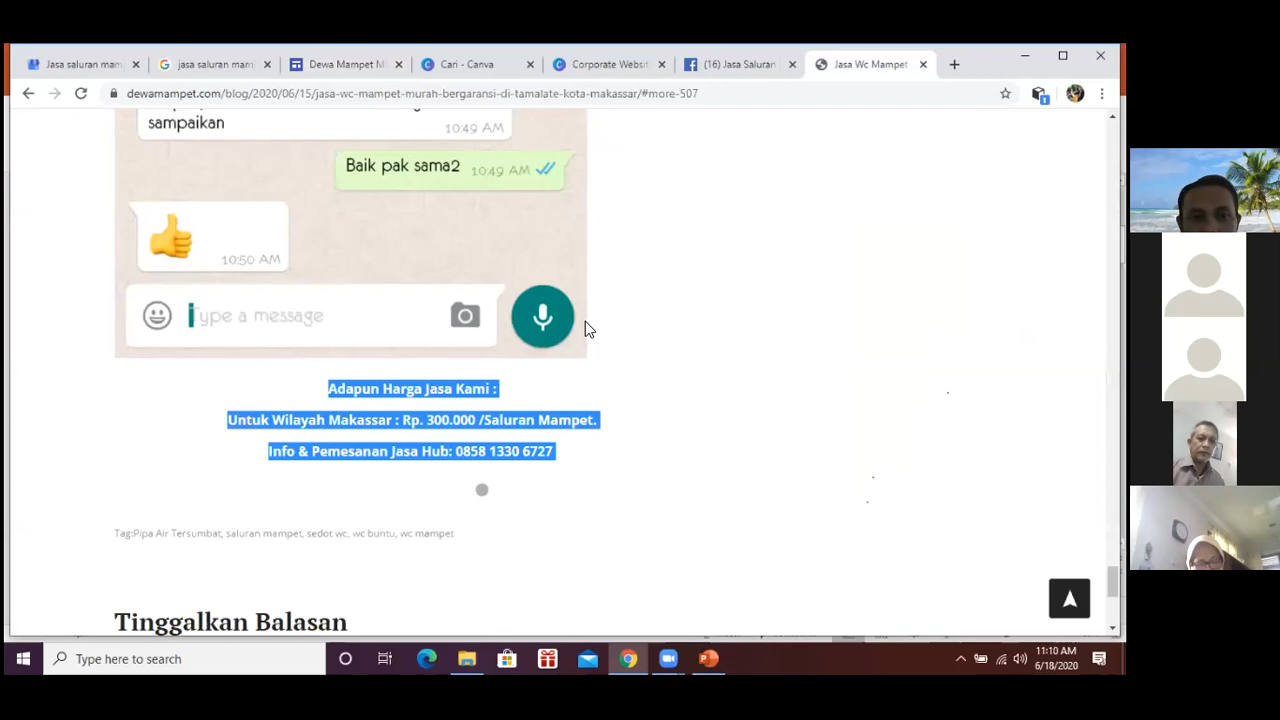 Jasa saluran mam
jasa saluran mam
Dewa Mampet M
Cari - Canva
Corporate Websit
(16) Jasa Saluran
Jasa Wc Mampet
dewamampet.com/blog/2020/06/15/jasa-wc-mampet-murah-bergaransi-di-tamalate-kota-makassar/#more-507
sampaikan
10:49 AM
Baik pak sama2 10:49 AM
10:50 AM
Type a message
Adapun Harga Jasa Kami :
Untuk Wilayah Makassar : Rp. 300.000 /Saluran Mampet.
Info & Pemesanan Jasa Hub: 0858 1330 6727
Tag:Pipa Air Tersumbat, saluran mampet, sedot wc, wc buntu, wc mampet
Tinggalkan Balasan
Type here to search
11:10 AM
6/18/2020